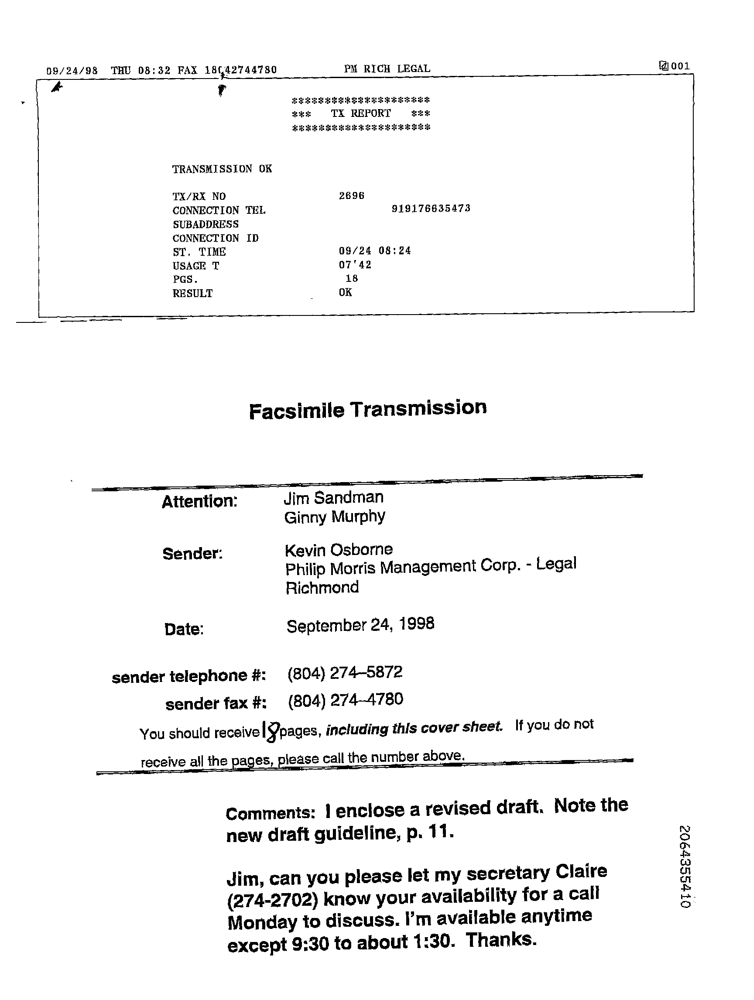 09/24/98 THU 08:32 FAX 18042744780 PM RICH LEGAL 001
*********************
*** TX REPORT ***
*********************
TRANSMISSION OK
TX/RX NO 2696
CONNECTION TEL 919176635473
SUBADDRESS
CONNECTION ID
ST. TIME 09/24 08:24
USAGE T 07'42
PGS. 18
RESULT OK
Facsimile Transmission
Attention: Jim Sandman
Ginny Murphy
Sender: Kevin Osborne
Philip Morris Management Corp. - Legal
Richmond
Date: September 24, 1998
sender telephone #: (804) 274–5872
sender fax #: (804) 274–4780
You should receive 18 pages, including this cover sheet. If you do not
receive all the pages, please call the number above.
Comments: I enclose a revised draft. Note the
new draft guideline, p. 11.
Jim, can you please let my secretary Claire
(274-2702) know your availability for a call
Monday to discuss. I'm available anytime
except 9:30 to about 1:30. Thanks.
2064355410